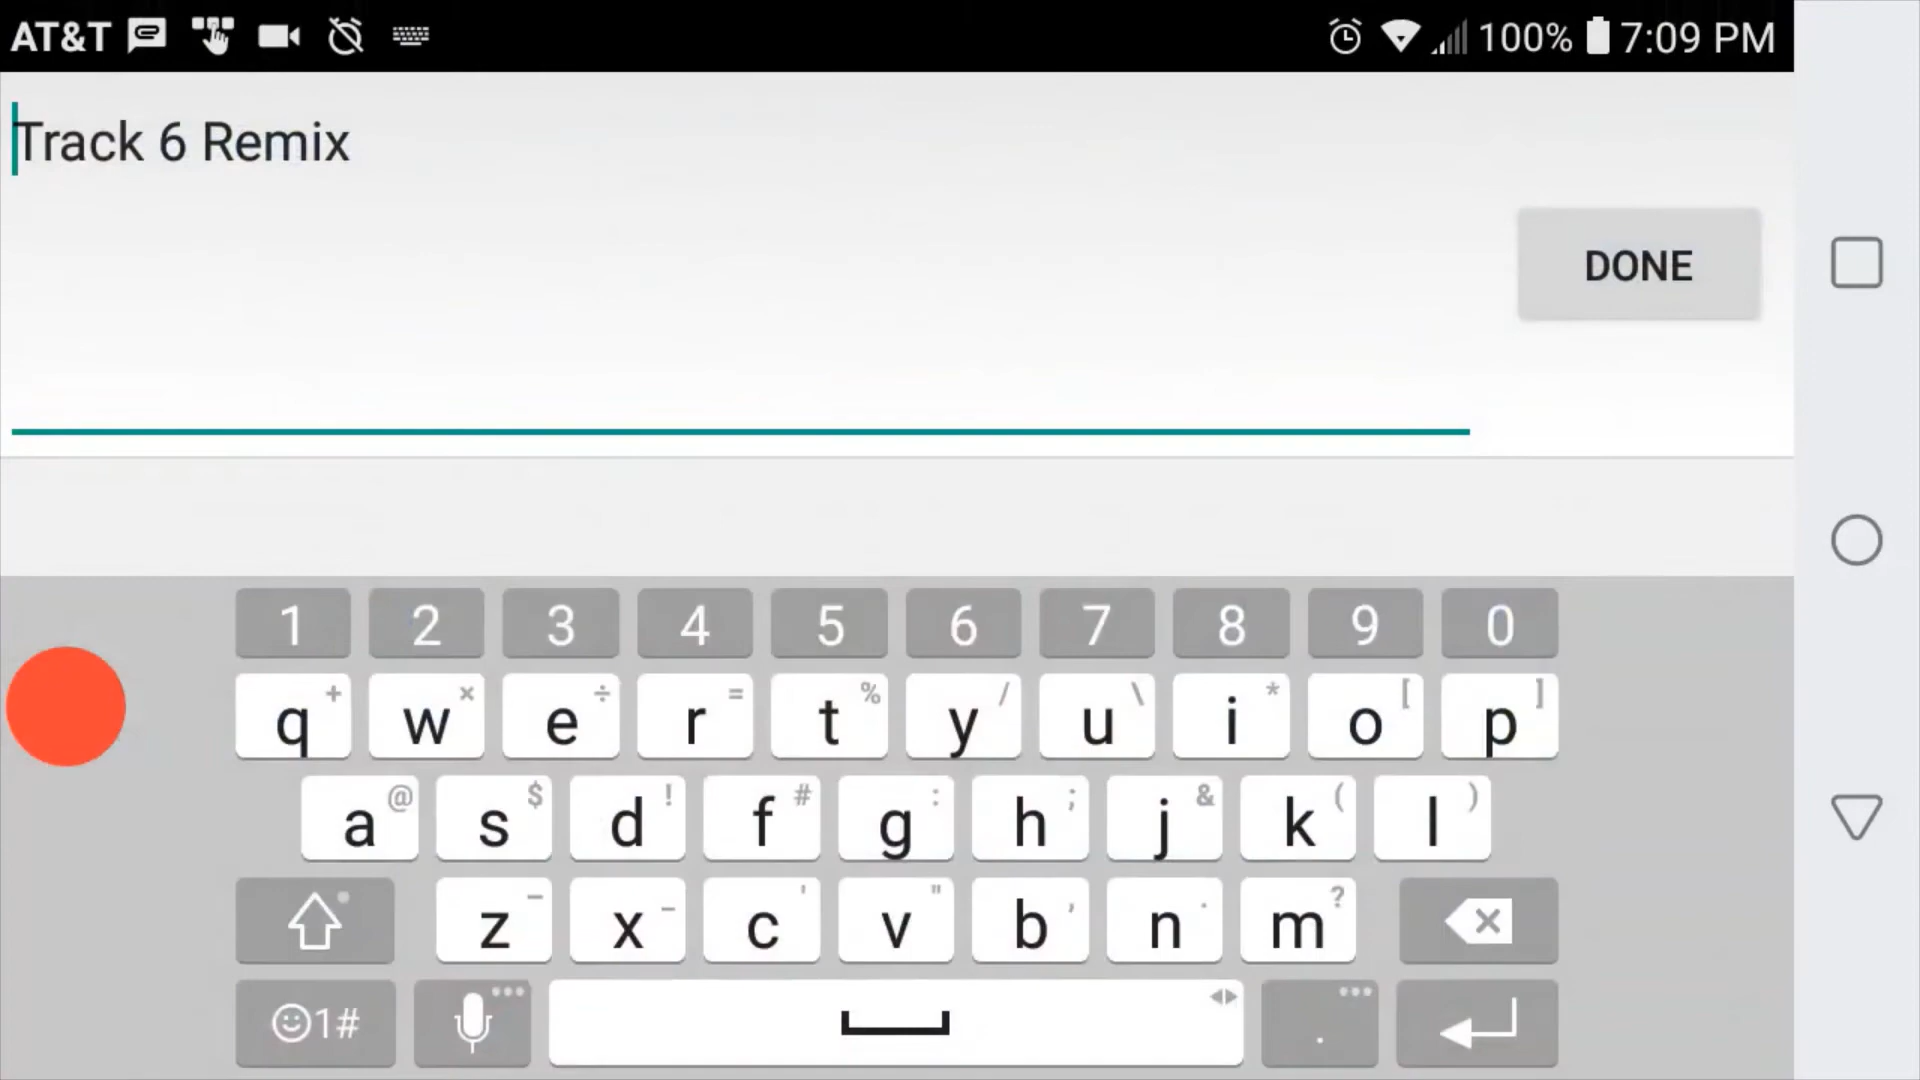 AT&T 100% 7:09 PM
Track 6 Remix
DONE
1 2 3 4 5 6 7 8 9 0
q + w × e ÷ r = t % y / u \ i * o [ p ]
a @ s $ d ! f # g : h ; j & k ( l )
z – x _ c ' v " b , n . m ?
1# .